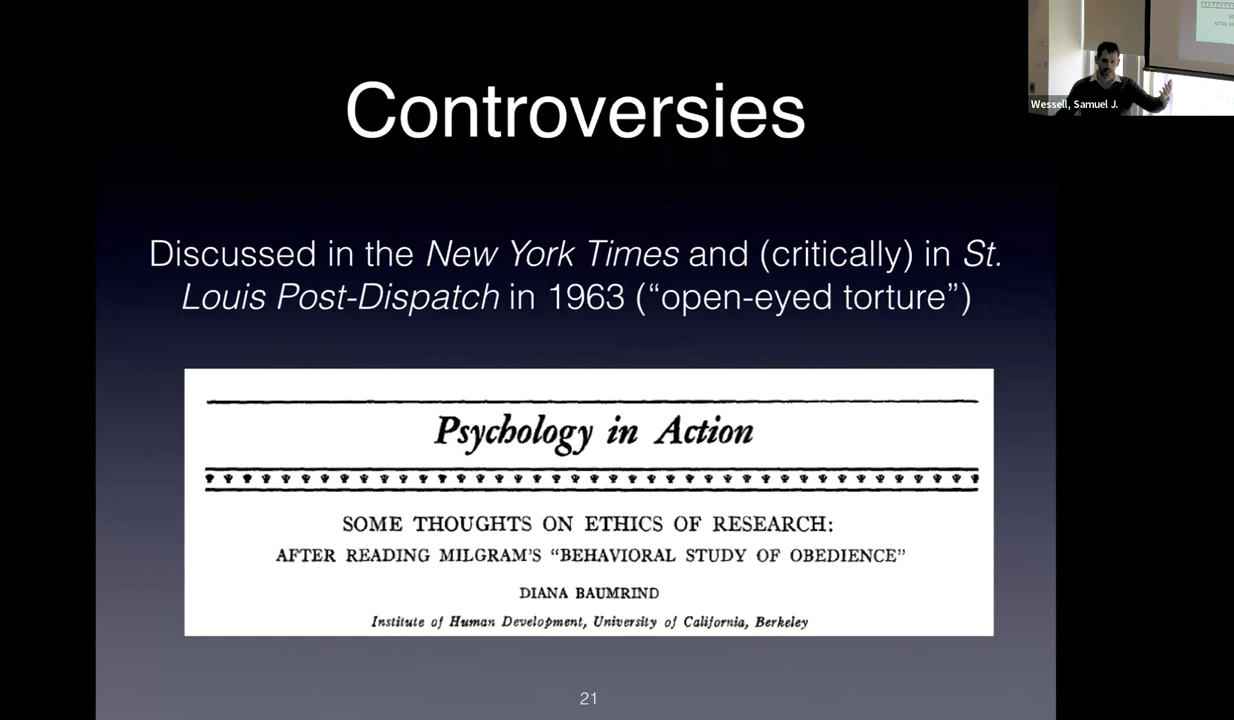 Controversies
Wessell, Samuel J.
Discussed in the New York Times and (critically) in St.
Louis Post-Dispatch in 1963 (“open-eyed torture”)
Psychology in Action
SOME THOUGHTS ON ETHICS OF RESEARCH:
AFTER READING MILGRAM'S “BEHAVIORAL STUDY OF OBEDIENCE”
DIANA BAUMRIND
Institute of Human Development, University of California, Berkeley
21